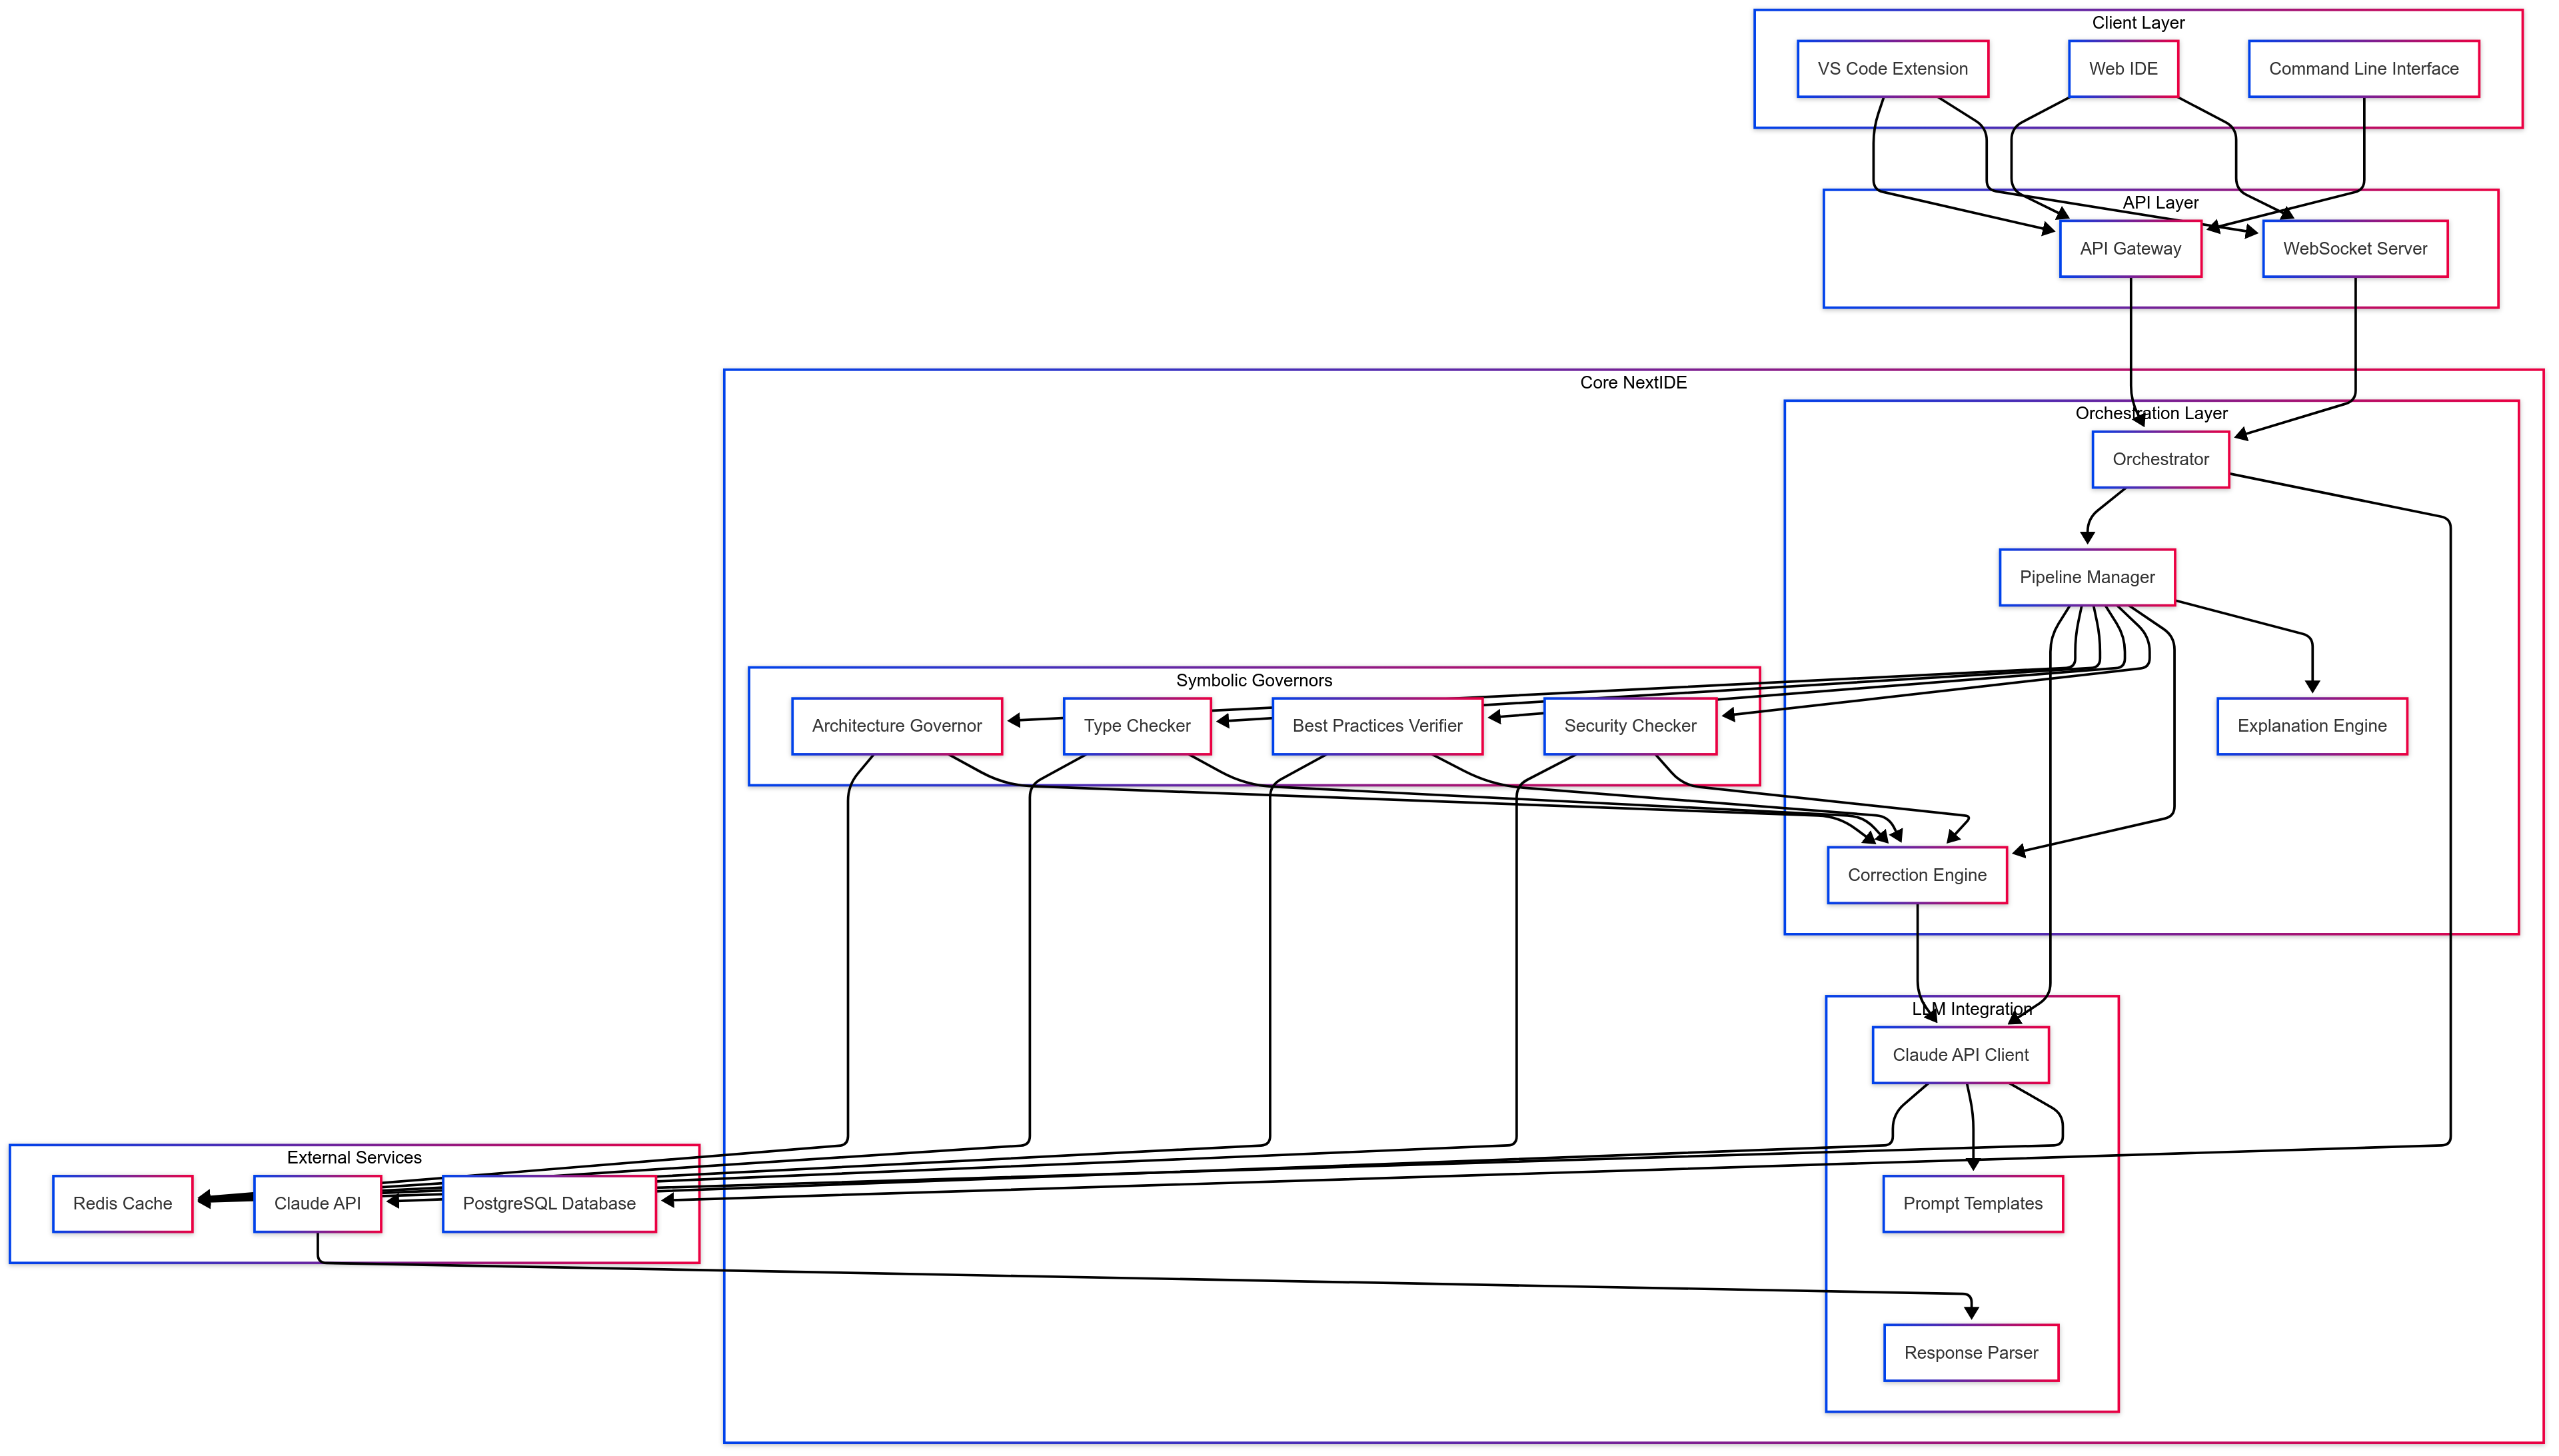 Client Layer
VS Code Extension
Web IDE
Command Line Interface
API Layer
API Gateway
WebSocket Server
Core NextIDE
Orchestration Layer
Orchestrator
Pipeline Manager
Symbolic Governors
Architecture Governor
Type Checker
Best Practices Verifier
Security Checker
Explanation Engine
Correction Engine
LLM Integration
Claude API Client
External Services
Redis Cache
Claude API
PostgreSQL Database
Prompt Templates
Response Parser